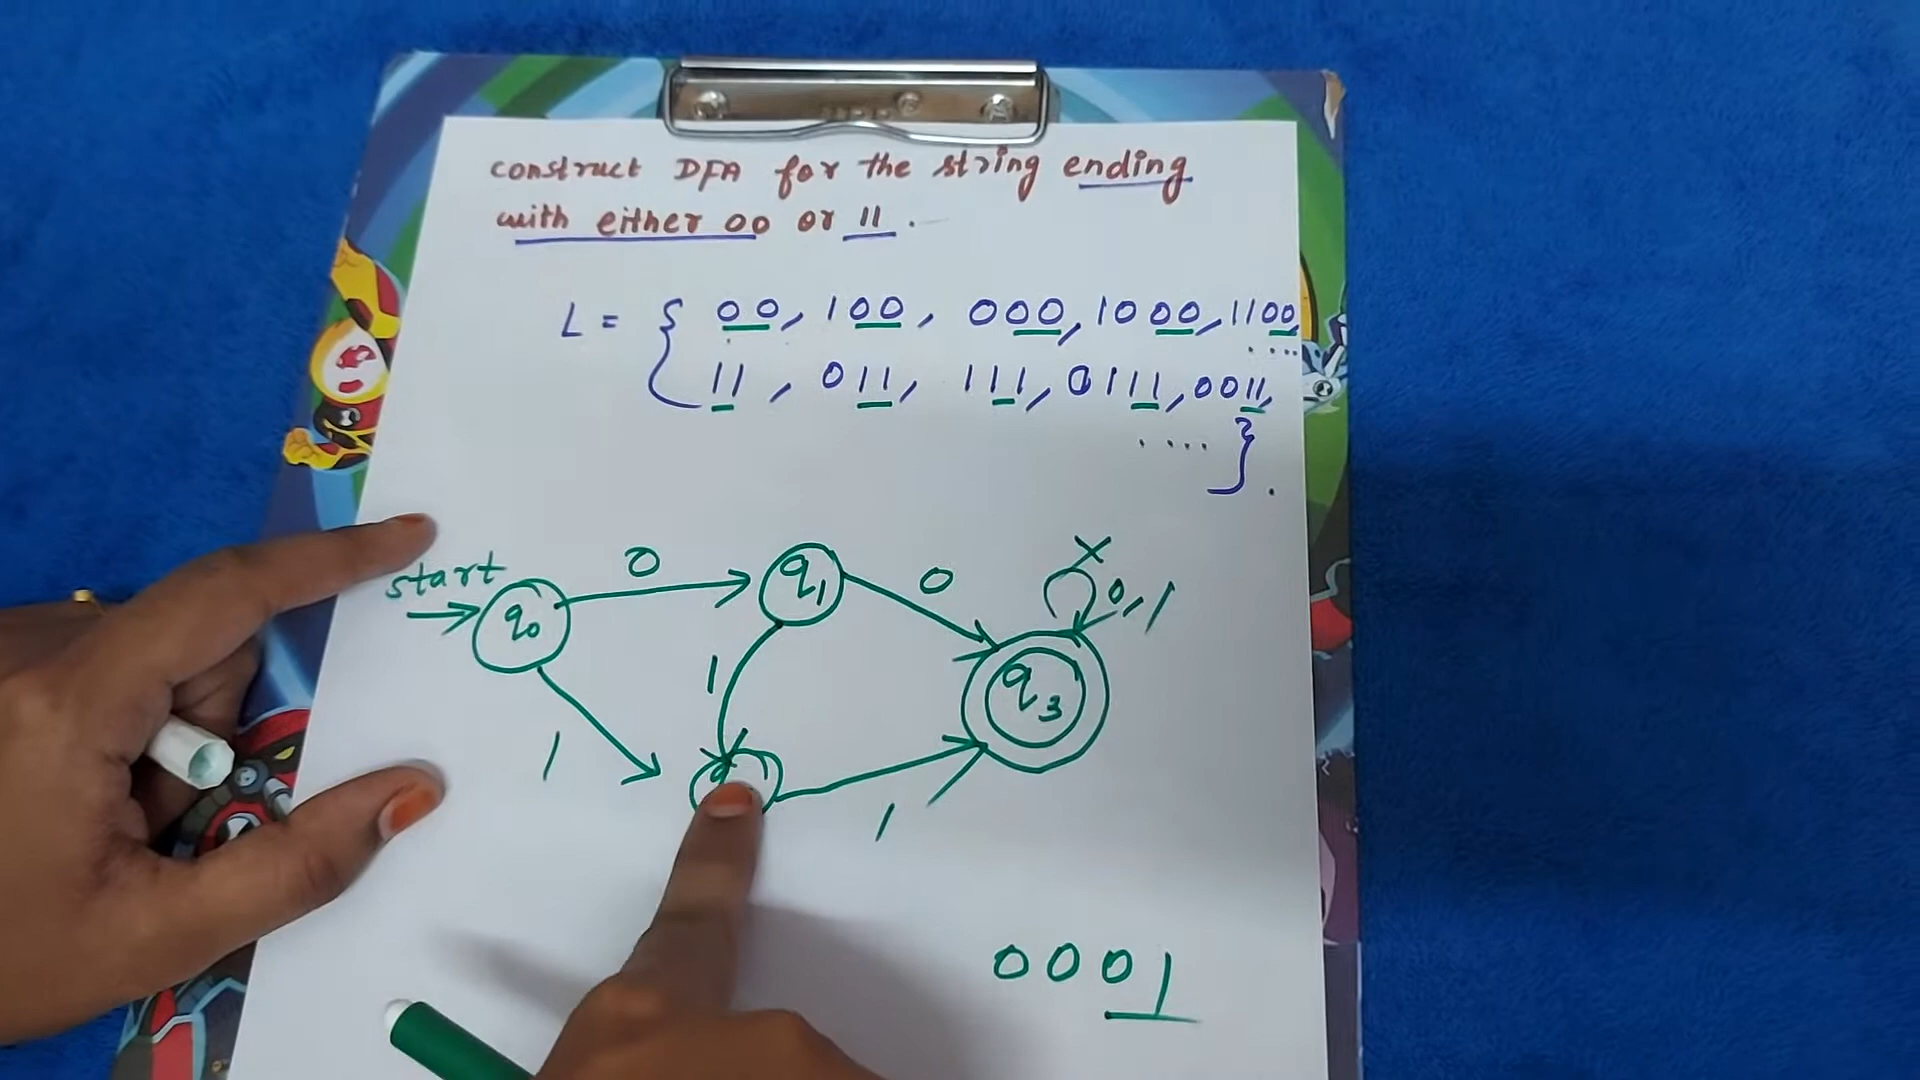 construct DFA for the string ending
with either 00 or 11.
L = { 00, 100, 000, 1000, 1100,
....
11, 011, 111, 0111, 0011,
.... }.
start
q0
0
q1
0
x
0,1
q3
1
1
1
0001